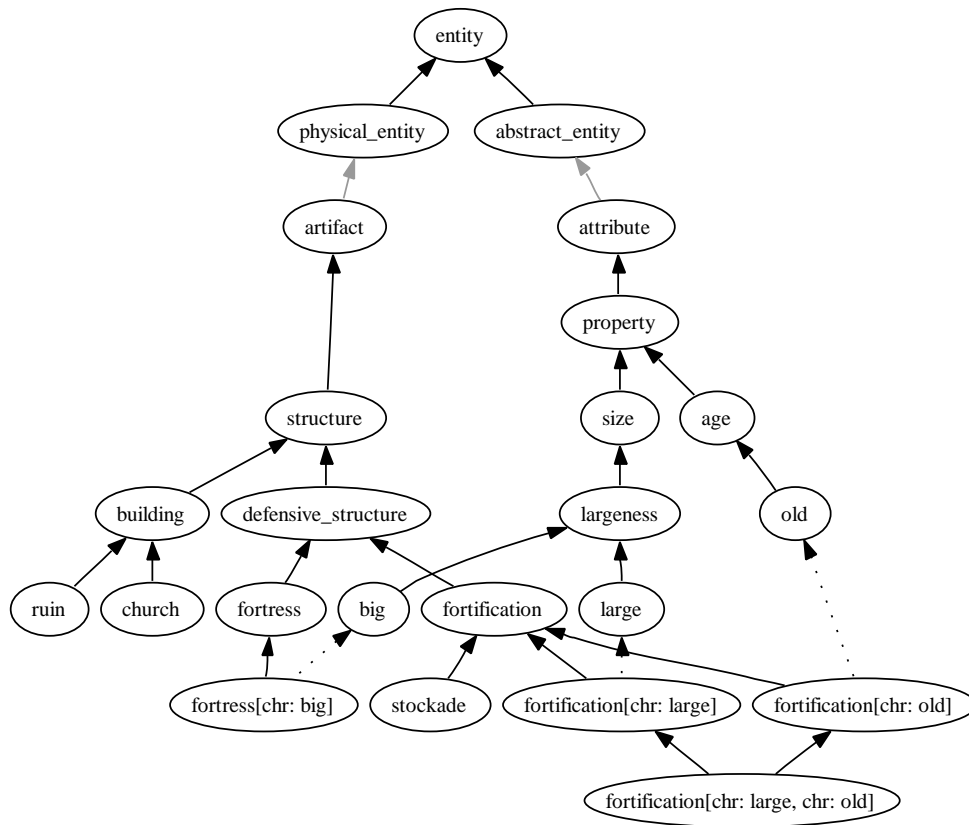 entity
physical_entity
abstract_entity
artifact
attribute
property
structure
size
age
building
defensive_structure
largeness
old
ruin
church
fortress
big
fortification
large
fortress[chr: big]
stockade
fortification[chr: large]
fortification[chr: old]
fortification[chr: large, chr: old]